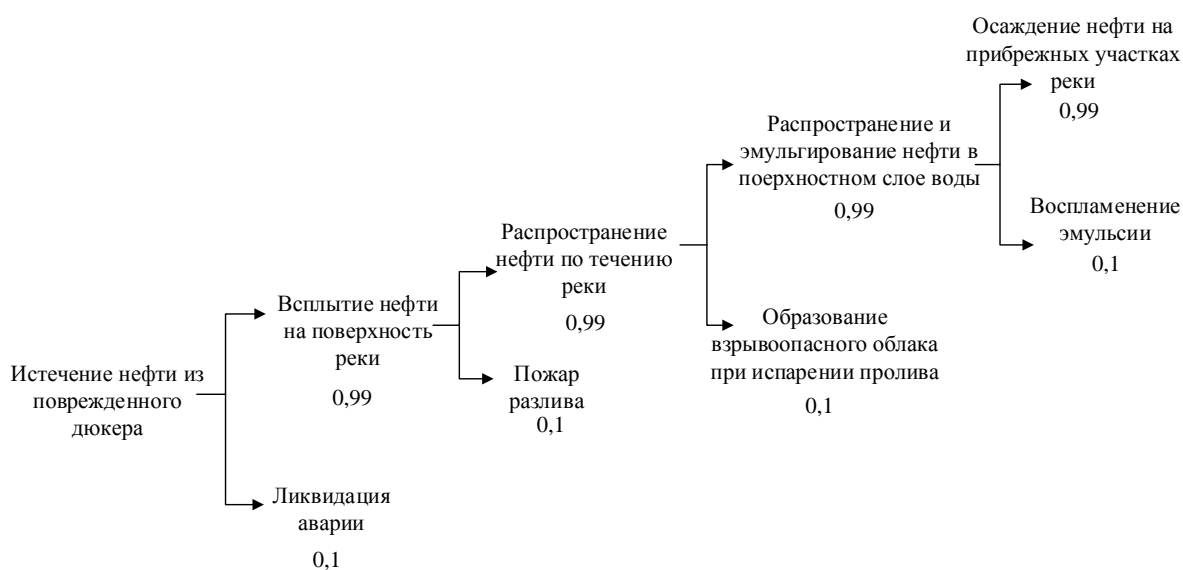 Осаждение нефти на
прибрежных участках
реки
0,99
Распространение и
эмульгирование нефти в
поерхностном слое воды
0,99
Воспламенение
эмульсии
0,1
Распространение
нефти по течению
реки
0,99
Образование
взрывоопасного облака
при испарении пролива
0,1
Всплытие нефти
на поверхность
реки
0,99
Пожар
разлива
0,1
Истечение нефти из
поврежденного
дюкера
Ликвидация
аварии
0,1